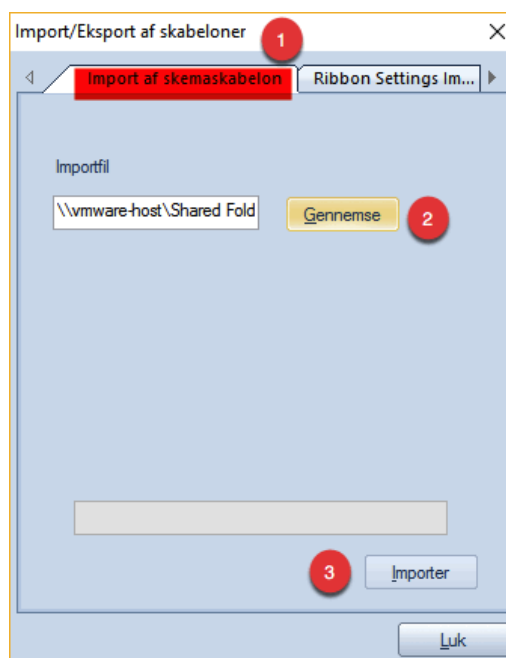 Import/Eksport af skabeloner
1
Import af skemaskabelon
Ribbon Settings Im...
Importfil
\\vmware-host\Shared Fold
Gennemse
2
3
Importer
Luk